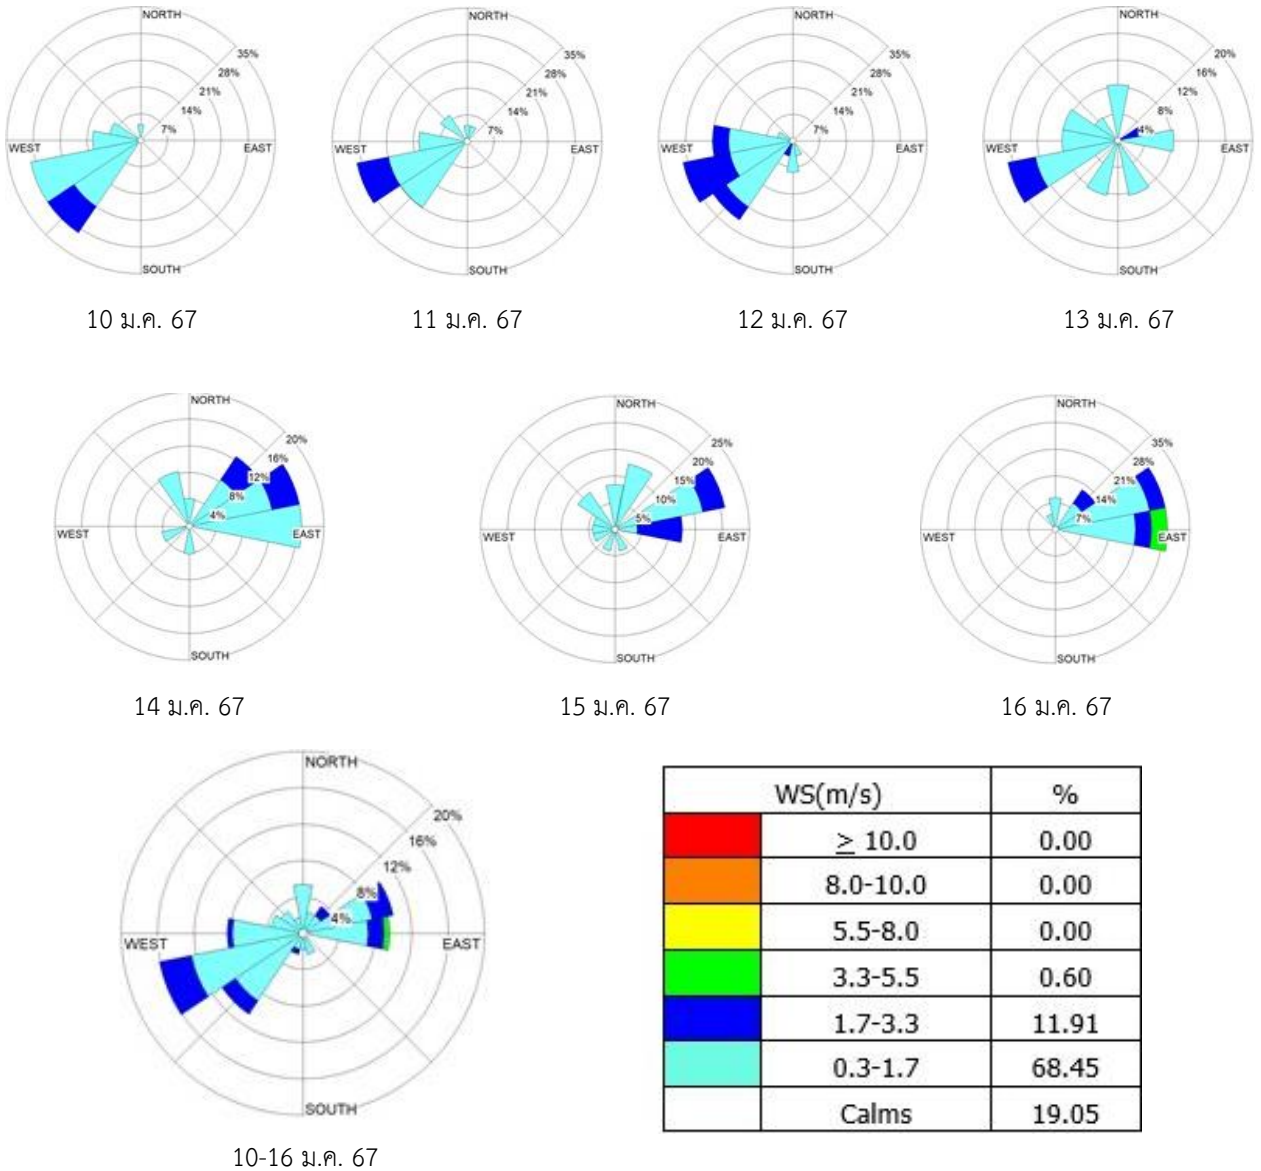 NORTH
35%
28%
21%
14%
7%
WEST
EAST
SOUTH
10 ม.ค. 67
NORTH
35%
28%
21%
14%
7%
WEST
EAST
SOUTH
11 ม.ค. 67
NORTH
35%
28%
21%
14%
7%
WEST
EAST
SOUTH
12 ม.ค. 67
NORTH
20%
16%
12%
8%
4%
WEST
EAST
SOUTH
13 ม.ค. 67
NORTH
20%
16%
12%
8%
4%
WEST
EAST
SOUTH
14 ม.ค. 67
NORTH
25%
20%
15%
10%
5%
WEST
EAST
SOUTH
15 ม.ค. 67
NORTH
35%
28%
21%
14%
7%
WEST
EAST
SOUTH
16 ม.ค. 67
NORTH
20%
16%
12%
8%
4%
WEST
EAST
SOUTH
10-16 ม.ค. 67
WS(m/s) %
≥ 10.0 0.00
8.0-10.0 0.00
5.5-8.0 0.00
3.3-5.5 0.60
1.7-3.3 11.91
0.3-1.7 68.45
Calms 19.05